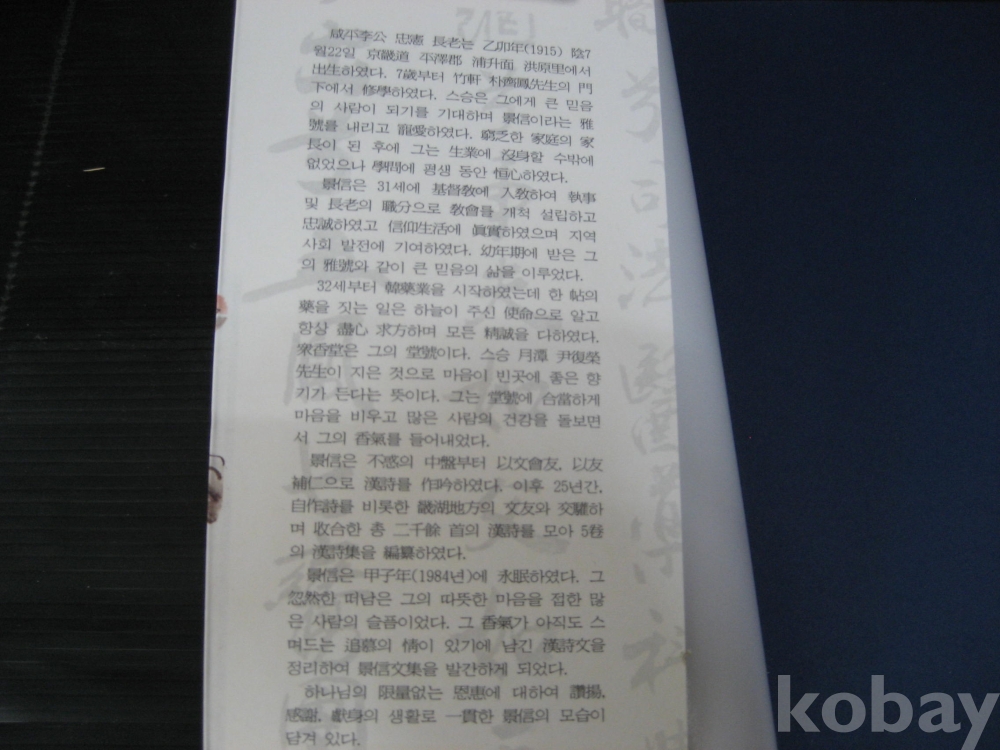 咸平李公 忠憲 長老는 乙卯年(1915) 陰7
월22일 京畿道 平澤郡 浦升面 洪原里에서
出生하였다. 7歲부터 竹軒 朴齊鳳先生의 門
下에서 修學하였다. 스승은 그에게 큰 믿음
의 사람이 되기를 기대하며 景信이라는 雅
號를 내리고 寵愛하였다. 窮乏한 家庭의 家
長이 된 후에 그는 生業에 沒身할 수밖에
없었으나 學問에 평생 동안 恒心하였다.
景信은 31세에 基督敎에 入敎하여 執事
및 長老의 職分으로 敎會를 개척 설립하고
忠誠하였고 信仰生活에 眞實하였으며 지역
사회 발전에 기여하였다. 幼年期에 받은 그
의 雅號와 같이 큰 믿음의 삶을 이루었다.
32세부터 韓藥業을 시작하였는데 한 帖의
藥을 짓는 일은 하늘이 주신 使命으로 알고
항상 盡心 求方하며 모든 精誠을 다하였다.
衆香堂은 그의 堂號이다. 스승 月潭 尹復榮
先生이 지은 것으로 마음이 빈곳에 좋은 향
기가 든다는 뜻이다. 그는 堂號에 合當하게
마음을 비우고 많은 사람의 건강을 돌보면
서 그의 香氣를 들어내었다.
景信은 不惑의 中盤부터 以文會友, 以友
補仁으로 漢詩를 作吟하였다. 이후 25년간,
自作詩를 비롯한 畿湖地方의 文友와 交驩하
며 收合한 총 二千餘 首의 漢詩를 모아 5卷
의 漢詩集을 編纂하였다.
景信은 甲子年(1984년)에 永眠하였다. 그
忽然한 떠남은 그의 따뜻한 마음을 접한 많
은 사람의 슬픔이었다. 그 香氣가 아직도 스
며드는 追慕의 情이 있기에 남긴 漢詩文을
정리하여 景信文集을 발간하게 되었다.
하나님의 限量없는 恩惠에 대하여 讚揚,
感謝, 獻身의 생활로 一貫한 景信의 모습이
담겨 있다.
kobay